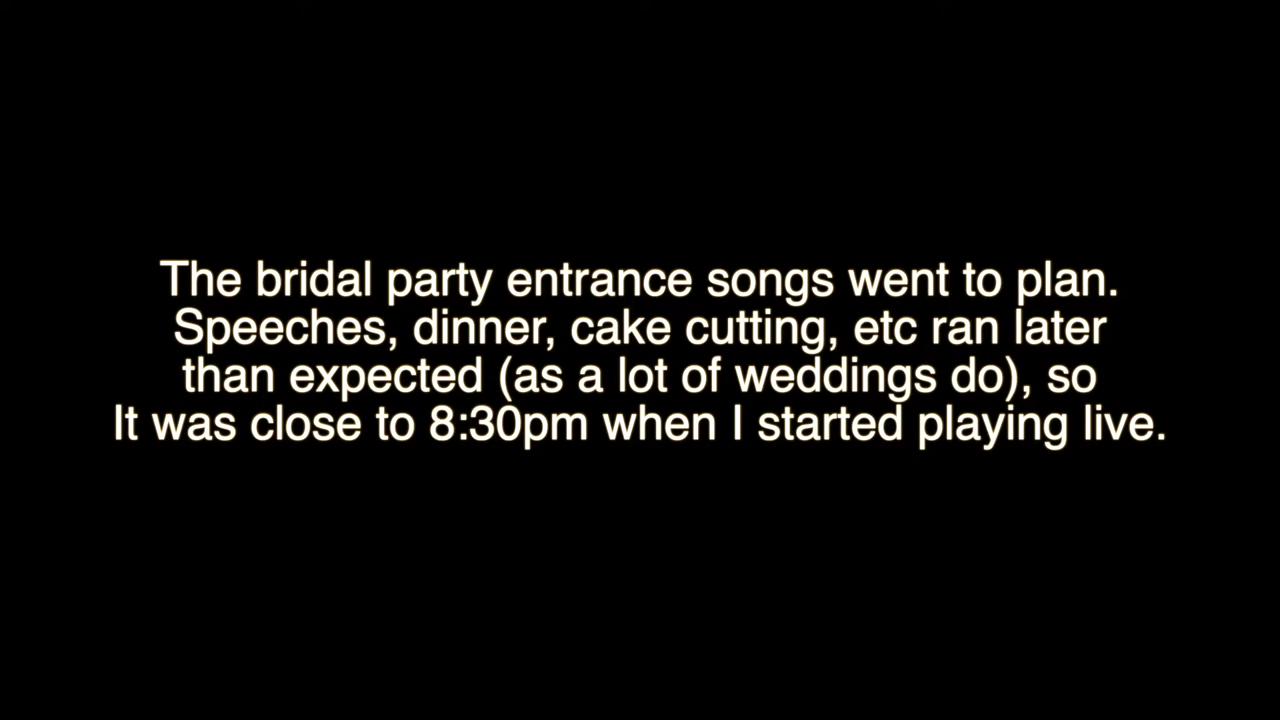 The bridal party entrance songs went to plan.
Speeches, dinner, cake cutting, etc ran later
than expected (as a lot of weddings do), so
It was close to 8:30pm when I started playing live.